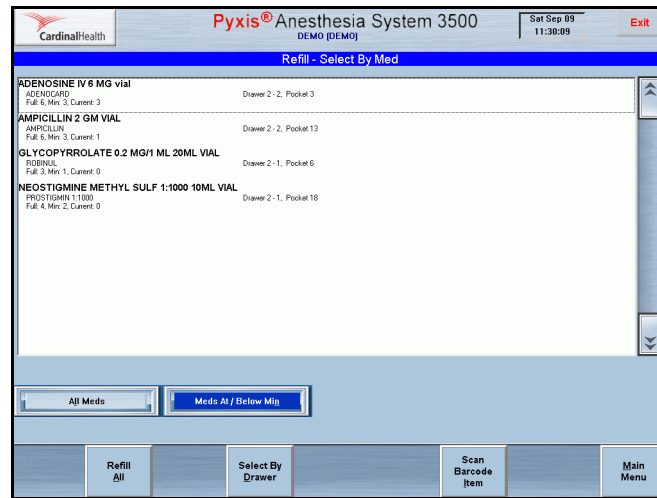 CardinalHealth
Pyxis® Anesthesia System 3500
DEMO (DEMO)
Sat Sep 09
11:30:09
Exit
Refill - Select By Med
ADENOSINE IV 6 MG vial
ADENOCARD Drawer 2 - 2, Pocket 3
Full: 6, Min: 3, Current: 3
AMPICILLIN 2 GM VIAL
AMPICILLIN Drawer 2 - 2, Pocket 13
Full: 6, Min: 3, Current: 1
GLYCOPYRROLATE 0.2 MG/1 ML 20ML VIAL
ROBINUL Drawer 2 - 1, Pocket 6
Full: 3, Min: 1, Current: 0
NEOSTIGMINE METHYL SULF 1:1000 10ML VIAL
PROSTIGMIN 1:1000 Drawer 2 - 1, Pocket 18
Full: 4, Min: 2, Current: 0
All Meds
Meds At / Below Min
Refill
All
Select By
Drawer
Scan
Barcode
Item
Main
Menu